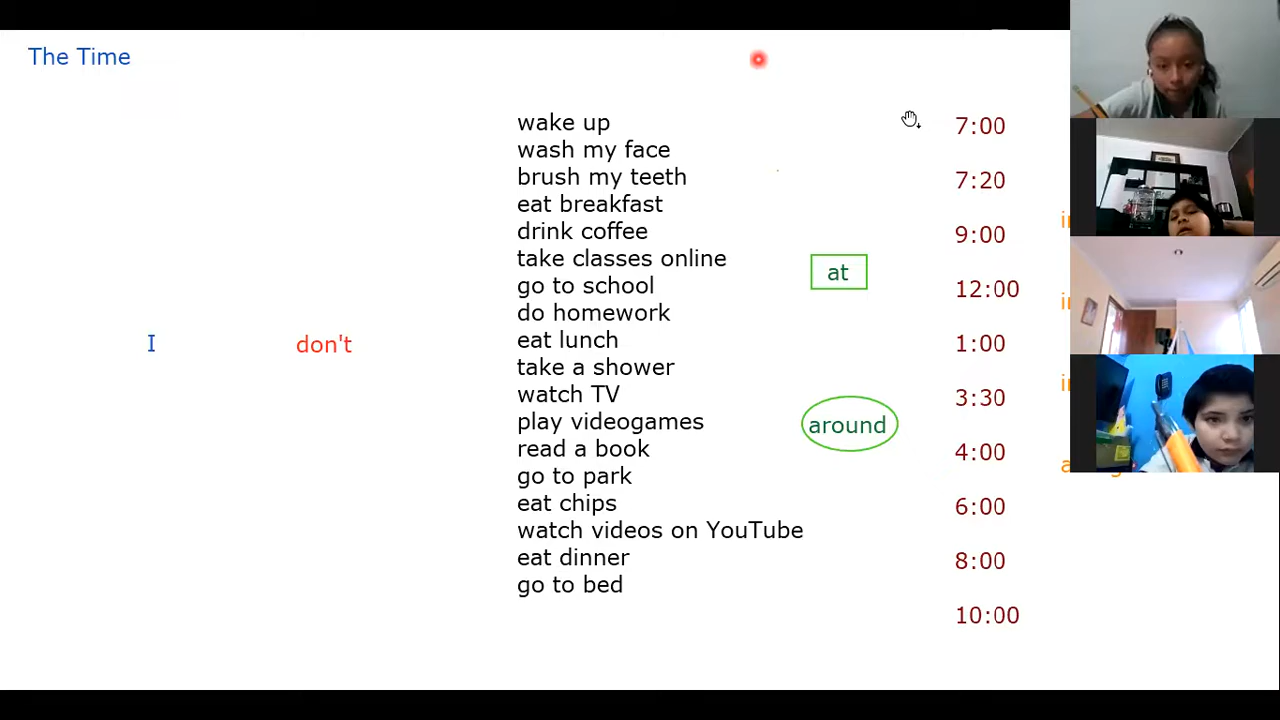 The Time
I
don't
wake up
wash my face
brush my teeth
eat breakfast
drink coffee
take classes online
go to school
do homework
eat lunch
take a shower
watch TV
play videogames
read a book
go to park
eat chips
watch videos on YouTube
eat dinner
go to bed
at
around
7:00
7:20
9:00
12:00
1:00
3:30
4:00
6:00
8:00
10:00